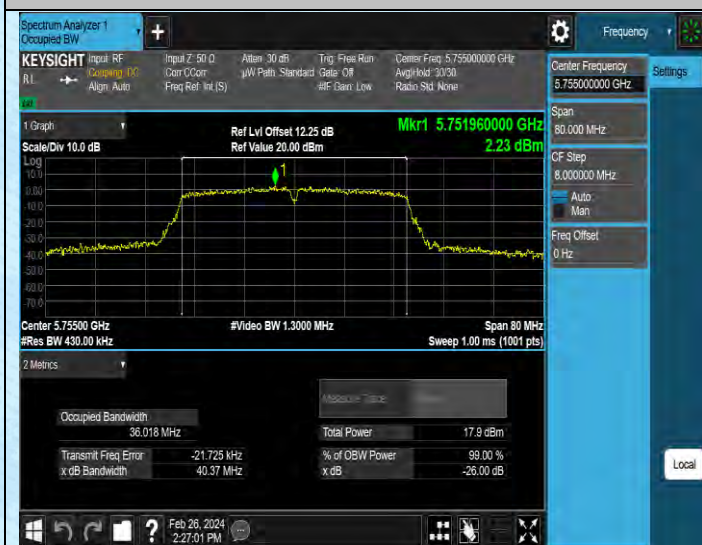 Spectrum Analyzer 1
Occupied BW
+
Frequency
KEYSIGHT
Input: RF
Coupling: DC
Align: Auto
RL
Input Z: 50 Ω
Corr CCorr
Freq Ref: Int (S)
Atten: 30 dB
µW Path: Standard
Trig: Free Run
Gate: Off
#IF Gain: Low
Center Freq: 5.755000000 GHz
Avg|Hold: 30/30
Radio Std: None
1 Graph
Scale/Div 10.0 dB
Ref Lvl Offset 12.25 dB
Ref Value 20.00 dBm
Mkr1 5.751960000 GHz
2.23 dBm
Log
10.0
0.00
-10.0
-20.0
-30.0
-40.0
-50.0
-60.0
-70.0
1
Center 5.75500 GHz
#Res BW 430.00 kHz
#Video BW 1.3000 MHz
Span 80 MHz
Sweep 1.00 ms (1001 pts)
2 Metrics
Measure Trace
Occupied Bandwidth
36.018 MHz
Total Power 17.9 dBm
Transmit Freq Error -21.725 kHz
% of OBW Power 99.00 %
x dB Bandwidth 40.37 MHz
x dB -26.00 dB
Center Frequency
5.755000000 GHz
Settings
Span
80.000 MHz
CF Step
8.000000 MHz
Auto
Man
Freq Offset
0 Hz
Local
?
Feb 26, 2024
2:27:01 PM